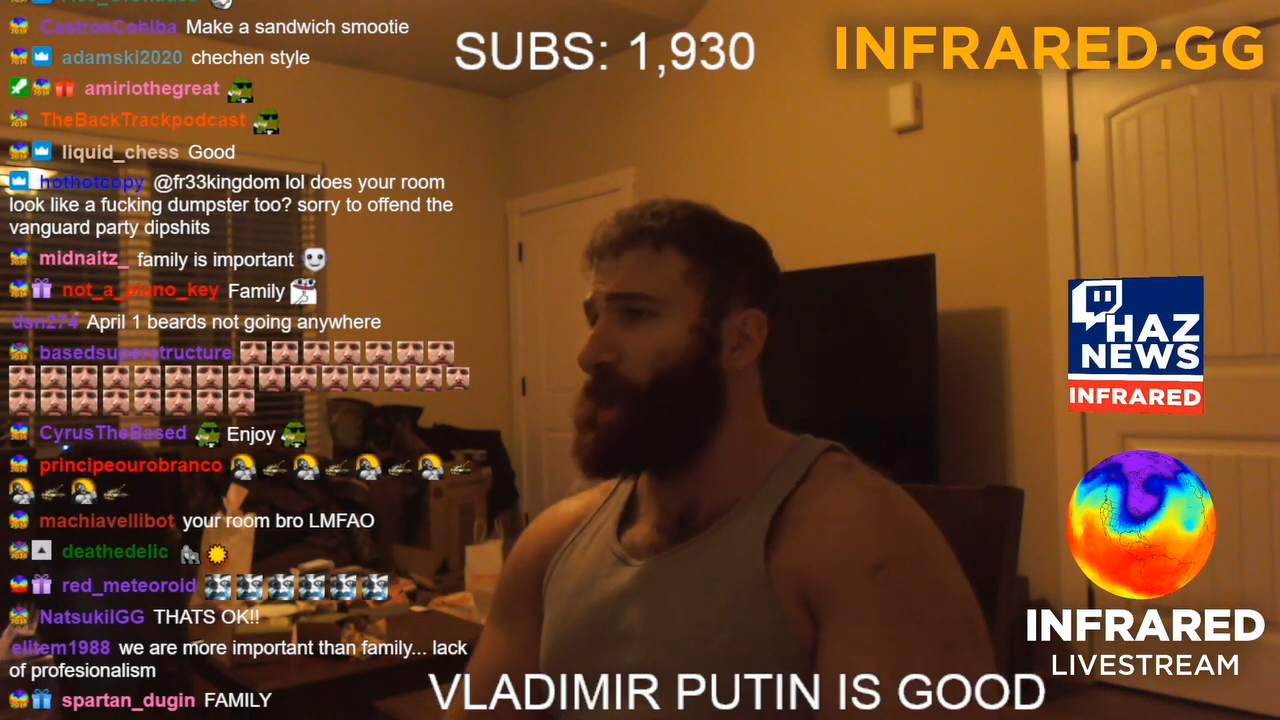 CastrosCohiba Make a sandwich smootie
adamski2020 chechen style
amiriothegreat
TheBackTrackpodcast
liquid_chess Good
hothotcopy @fr33kingdom lol does your room
look like a fucking dumpster too? sorry to offend the
vanguard party dipshits
midnaitz_ family is important
not_a_piuno_key Family
dsn274 April 1 beards not going anywhere
basedsuperstructure
CyrusTheBased Enjoy
principeourobranco
machiavellibot your room bro LMFAO
deathedelic
red_meteoroid
NatsukiIGG THATS OK!!
elitem1988 we are more important than family... lack
of profesionalism
spartan_dugin FAMILY
SUBS: 1,930
INFRARED.GG
HAZ
NEWS
INFRARED
INFRARED
LIVESTREAM
VLADIMIR PUTIN IS GOOD